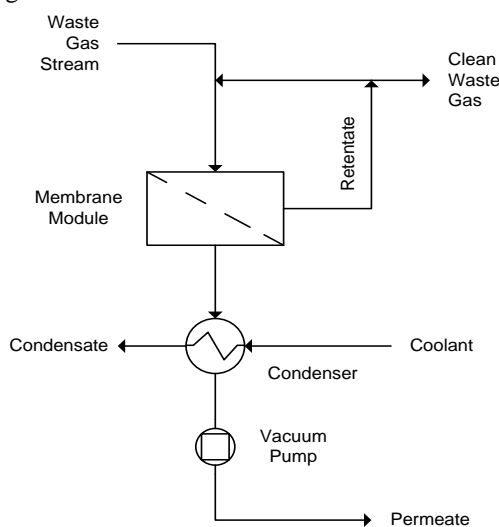 Waste
Gas
Stream
Clean
Waste
Gas
Retentate
Membrane
Module
Condensate
Coolant
Condenser
Vacuum
Pump
Permeate